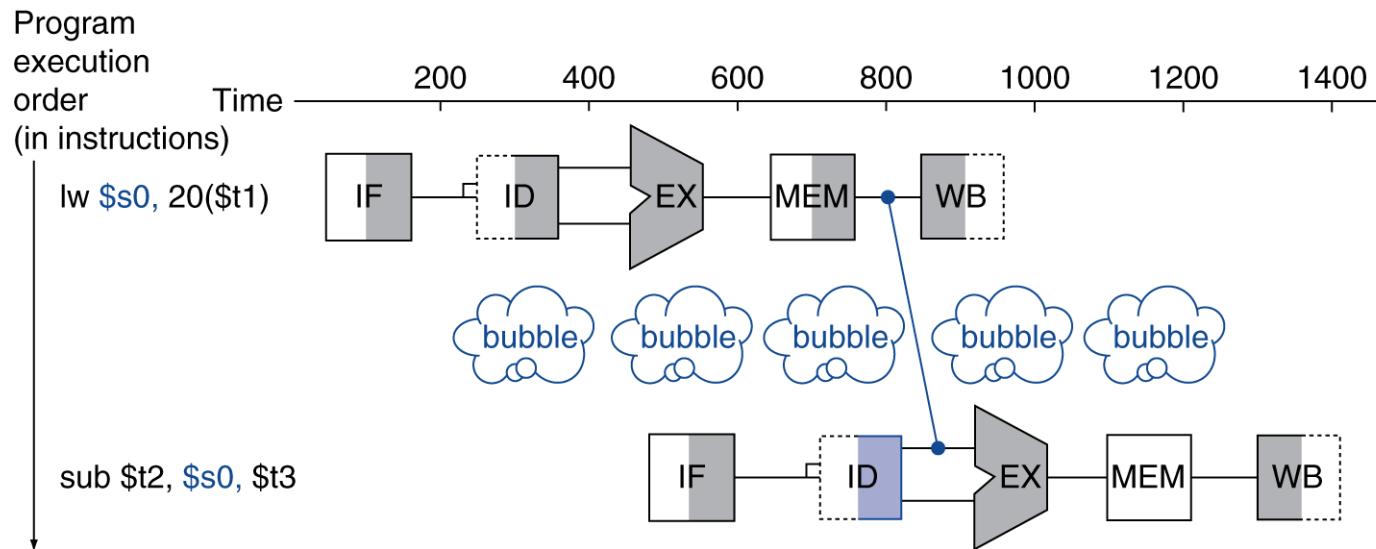 Program
execution
order
(in instructions)
Time
200 400 600 800 1000 1200 1400
lw $s0, 20($t1)
IF ID EX MEM WB
bubble bubble bubble bubble bubble
sub $t2, $s0, $t3
IF ID EX MEM WB